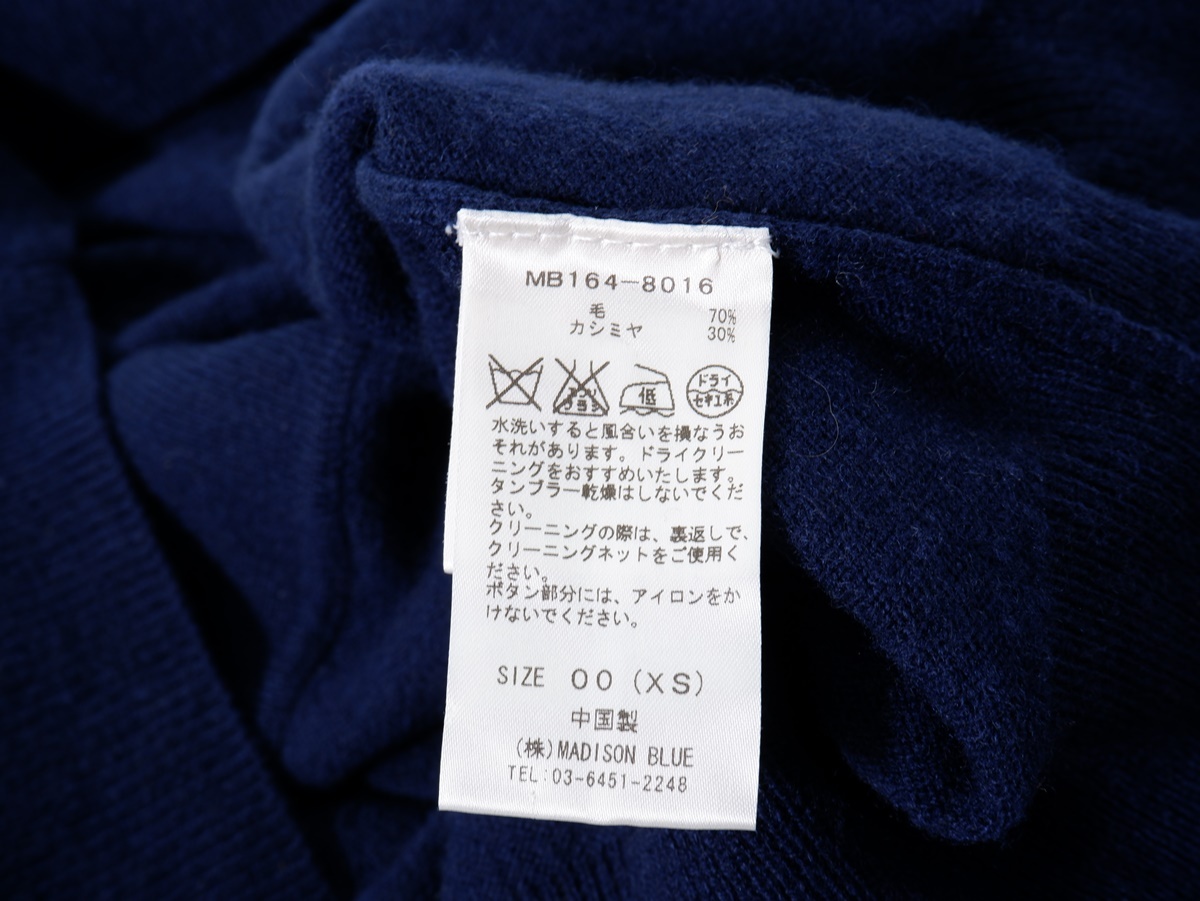 MB164-8016
毛 70%
カシミヤ 30%
エンソ
サラシ
低
ドライ
セキユ系
水洗いすると風合いを損なうお
それがあります。ドライクリー
ニングをおすすめいたします。
タンブラー乾燥はしないでくだ
さい。
クリーニングの際は、裏返しで、
クリーニングネットをご使用く
ださい。
ボタン部分には、アイロンをか
けないでください。
SIZE 00 (XS)
中国製
(株)MADISON BLUE
TEL:03-6451-2248